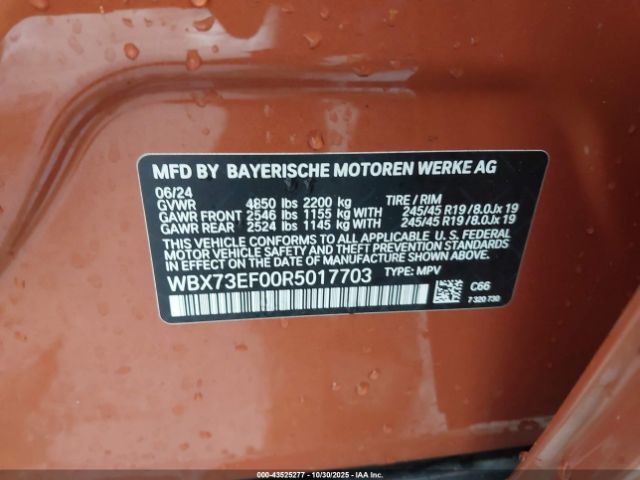 MFD BY BAYERISCHE MOTOREN WERKE AG
06/24
GVWR 4850 lbs 2200 kg TIRE / RIM
GAWR FRONT 2546 lbs 1155 kg WITH 245/45 R19 / 8.0Jx 19
GAWR REAR 2524 lbs 1145 kg WITH 245/45 R19 / 8.0Jx 19
THIS VEHICLE CONFORMS TO ALL APPLICABLE U.S. FEDERAL
MOTOR VEHICLE SAFETY AND THEFT PREVENTION STANDARDS
IN EFFECT ON THE DATE OF MANUFACTURE SHOWN ABOVE.
WBX73EF00R5017703 TYPE: MPV
C66
7 320 730
000-43525277 - 10/30/2025 - IAAI, Inc.